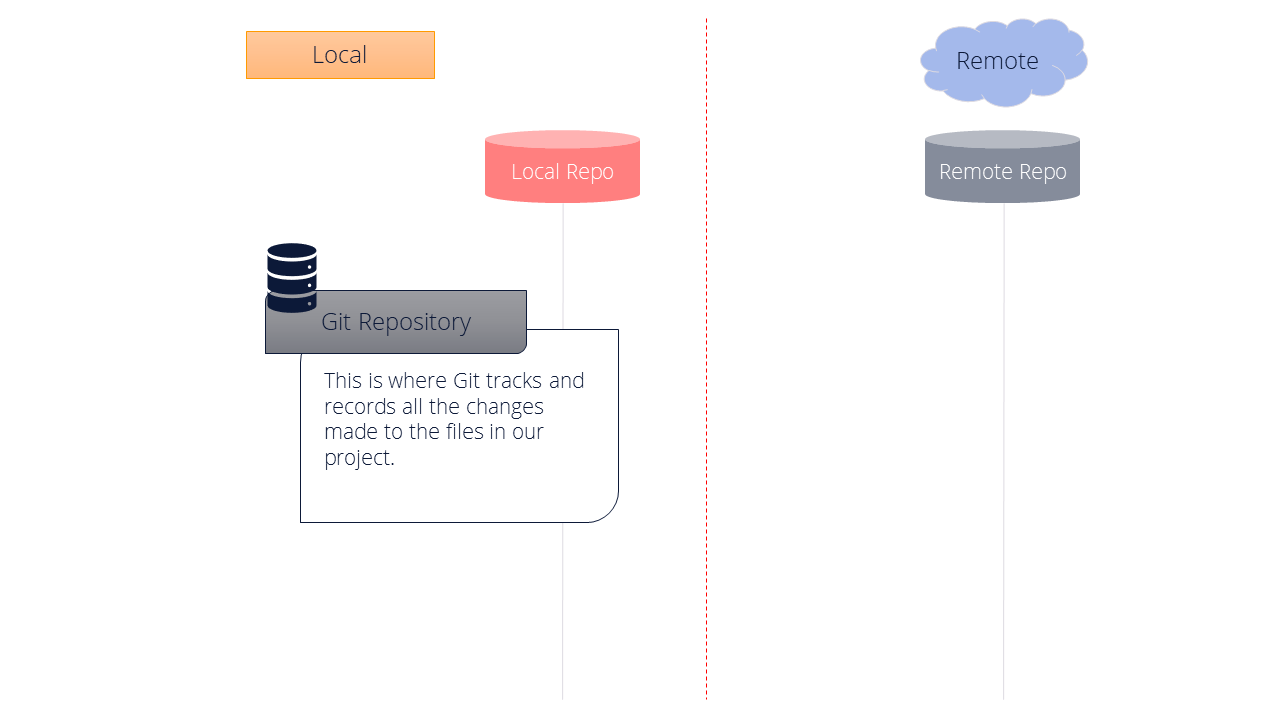 Local
Remote
Local Repo
Remote Repo
Git Repository
This is where Git tracks and
records all the changes
made to the files in our
project.